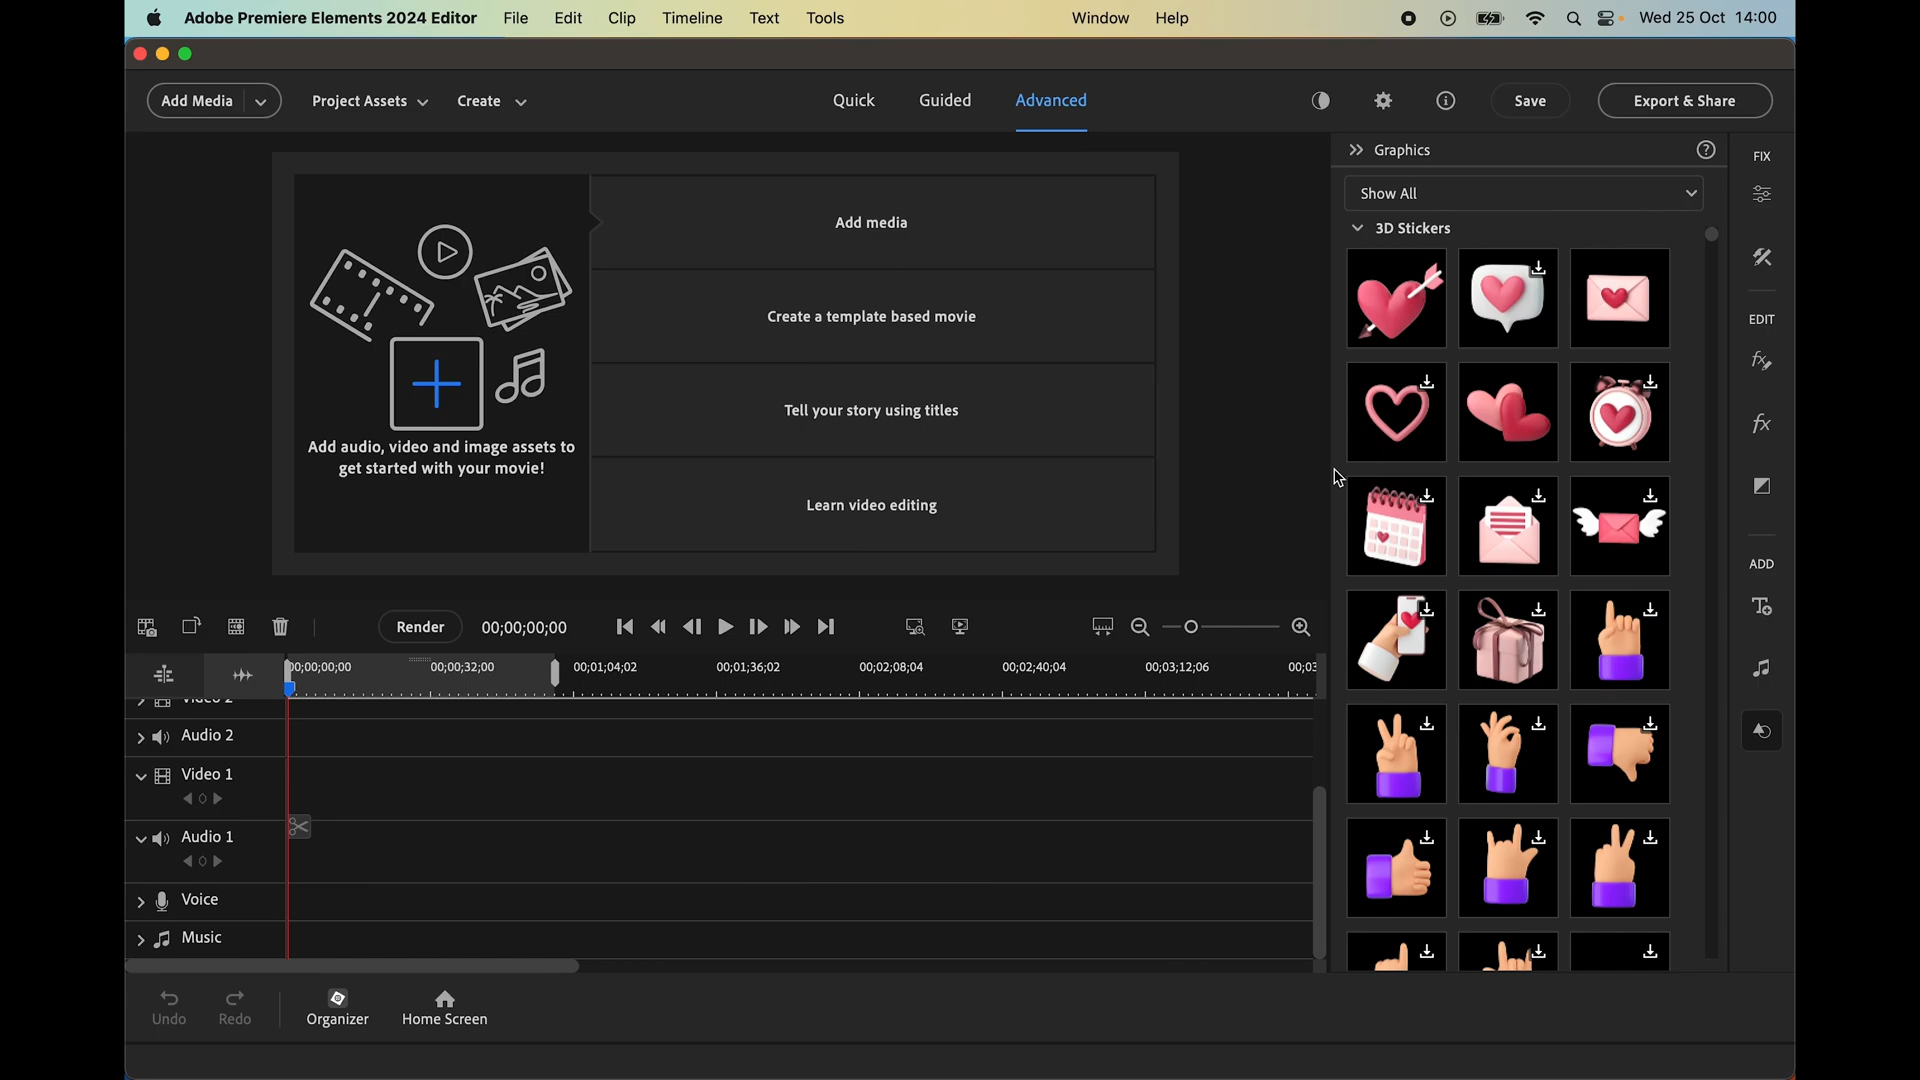 Adobe Premiere Elements 2024 Editor File Edit Clip Timeline Text Tools Window Help Wed 25 Oct 14:00
Add Media Project Assets Create Quick Guided Advanced Save Export & Share
Graphics
Show All
3D Stickers
FIX
EDIT
ADD
Add media
Create a template based movie
Tell your story using titles
Learn video editing
Add audio, video and image assets to
get started with your movie!
Render 00;00;00;00
00;00;00;00 00;00;32;00 00;01;04;02 00;01;36;02 00;02;08;04 00;02;40;04 00;03;12;06 00;03
Video 2
Audio 2
Video 1
Audio 1
Voice
Music
Undo Redo Organizer Home Screen